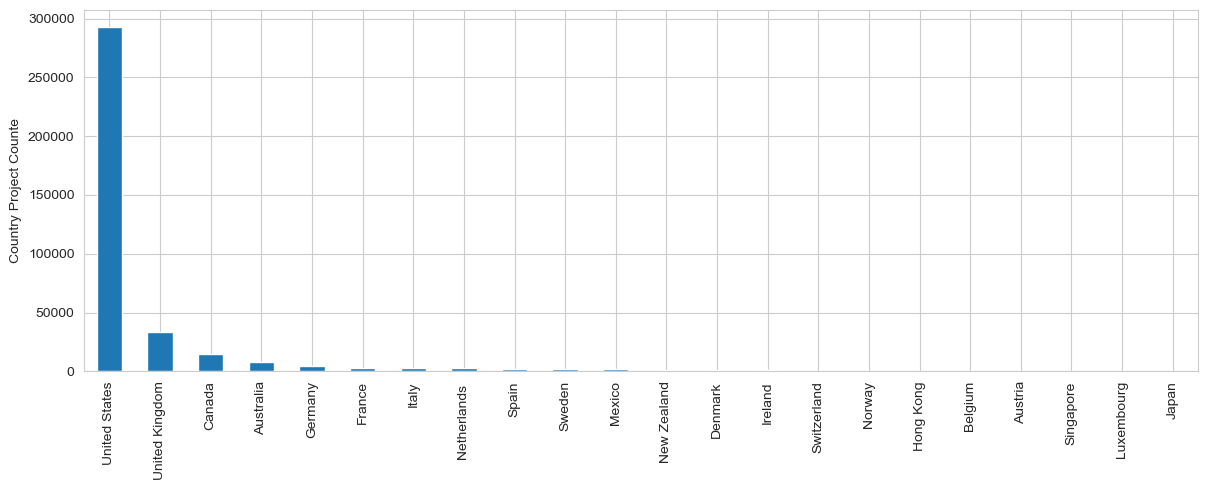 300000
250000
200000
150000
100000
50000
0
Country Project Counte
United States
United Kingdom
Canada
Australia
Germany
France
Italy
Netherlands
Spain
Sweden
Mexico
New Zealand
Denmark
Ireland
Switzerland
Norway
Hong Kong
Belgium
Austria
Singapore
Luxembourg
Japan